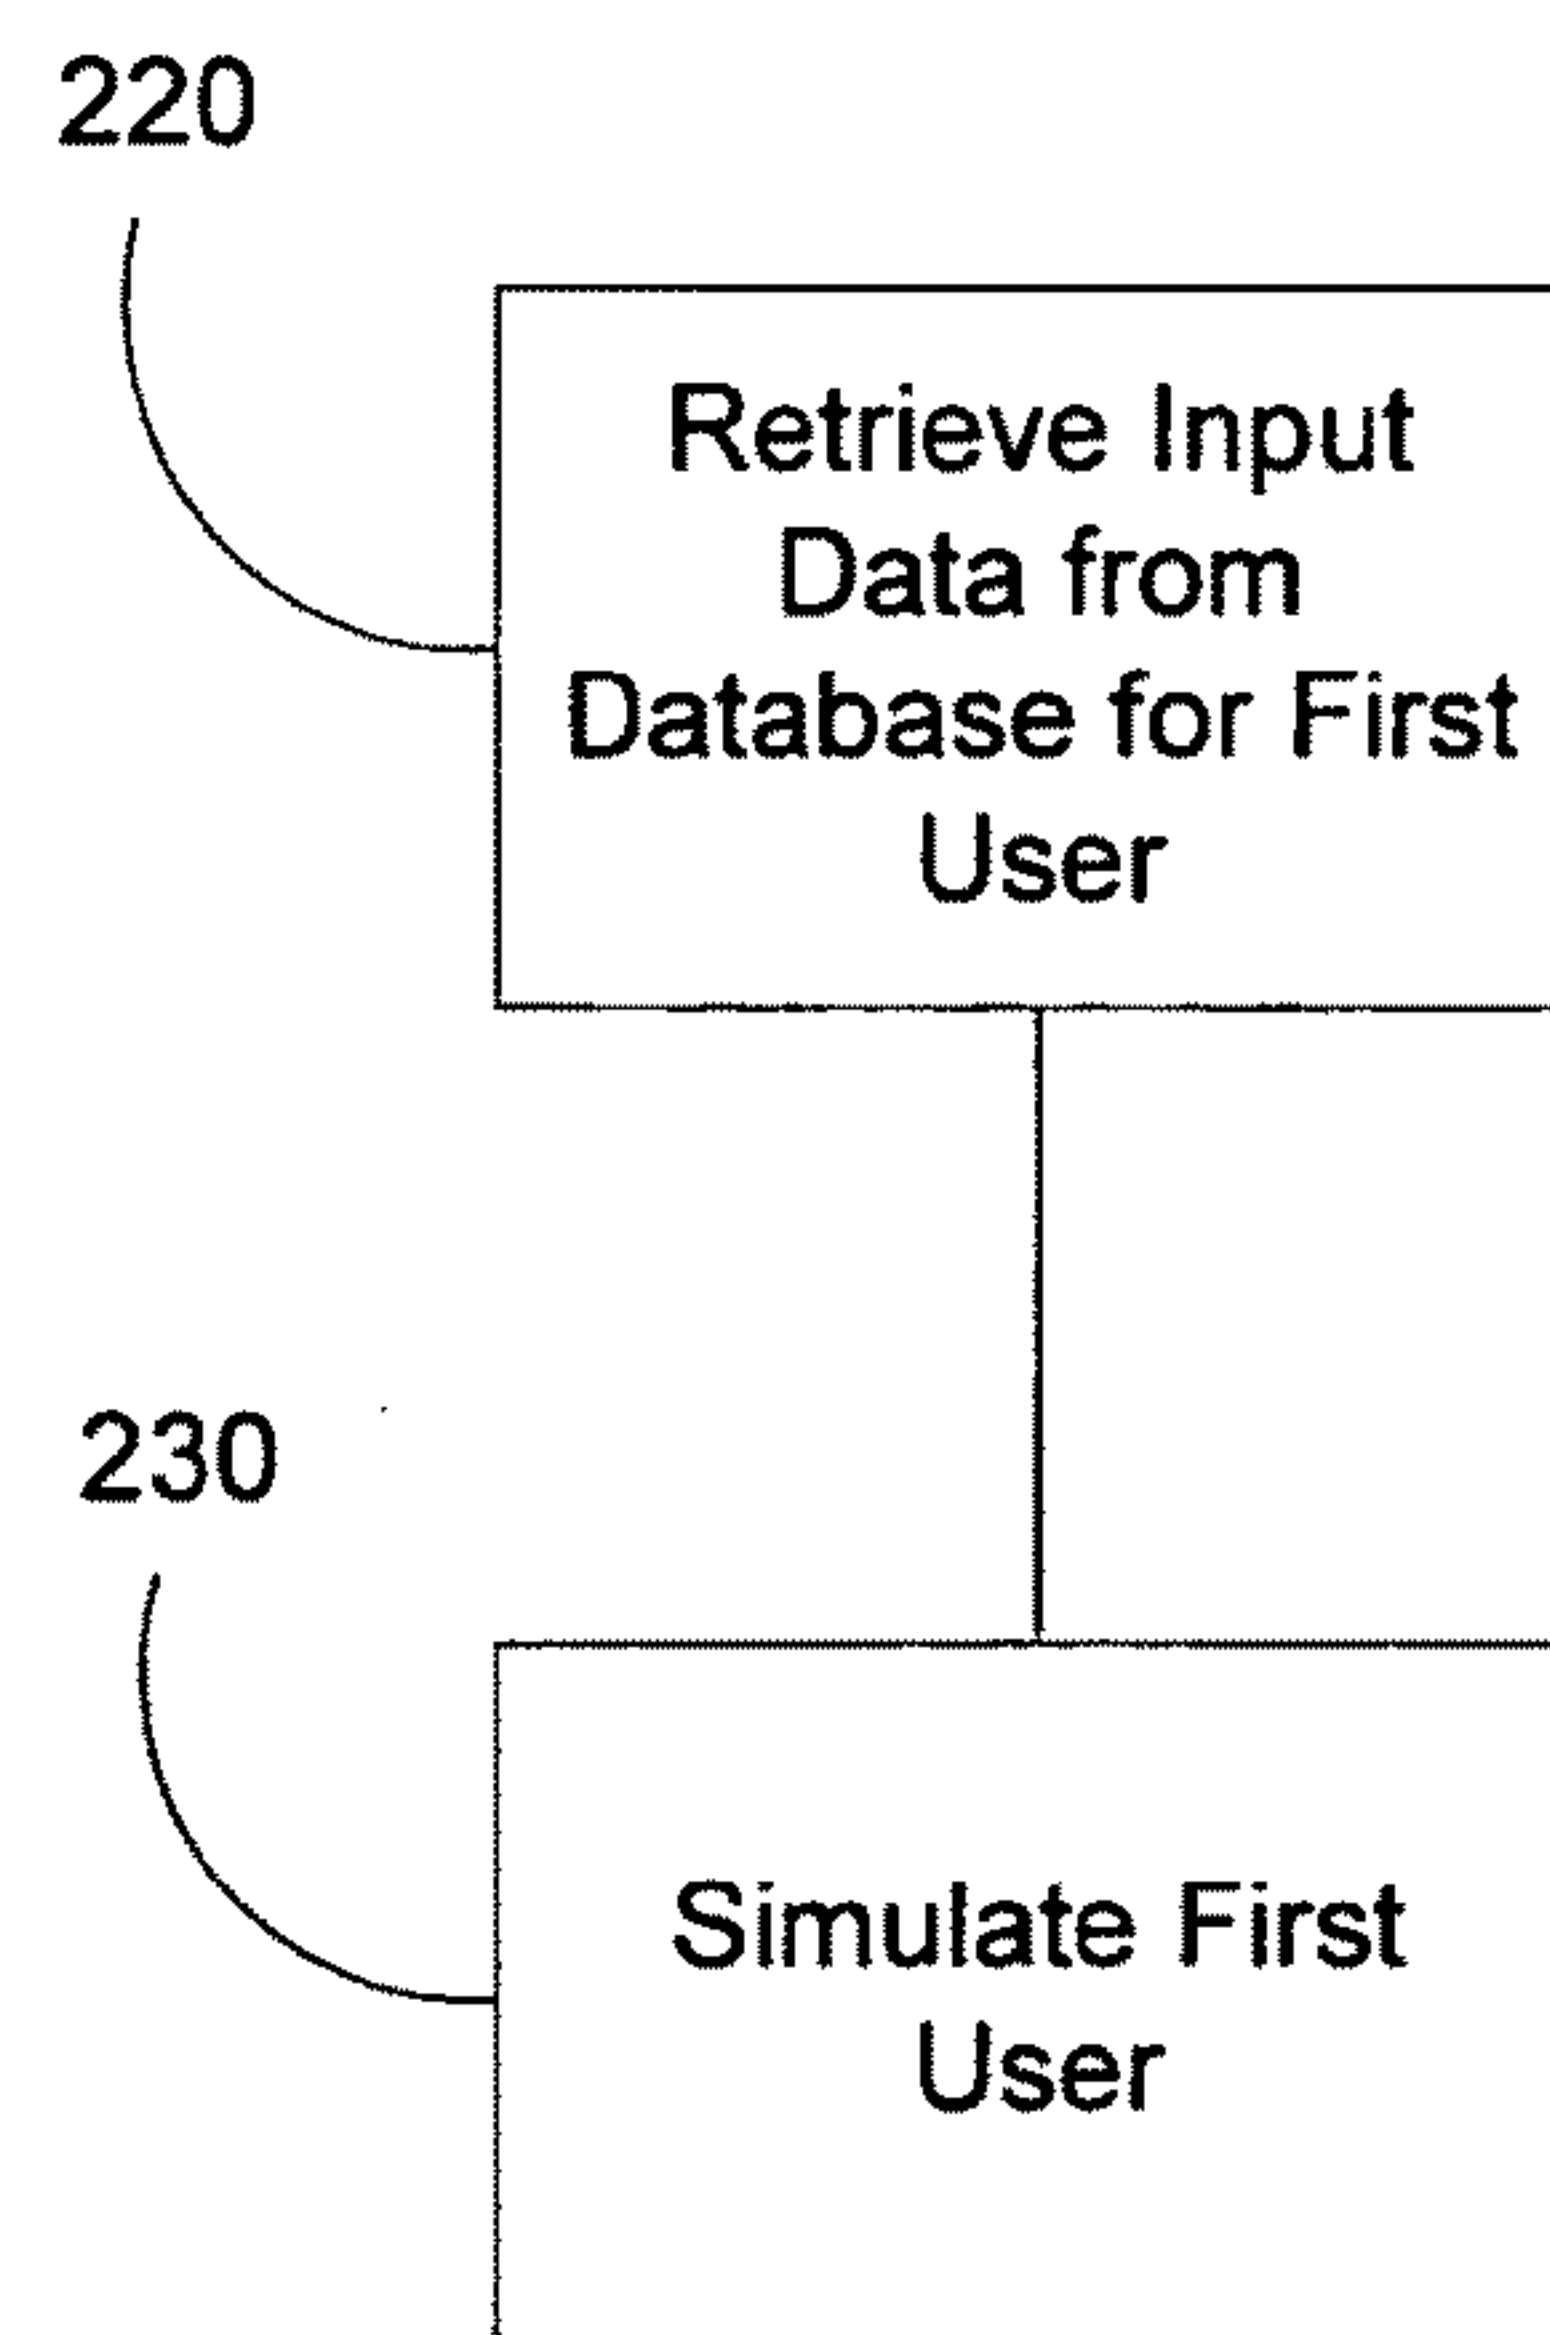 220
Retrieve Input
Data from
Database for First
User
230
Simulate First
User